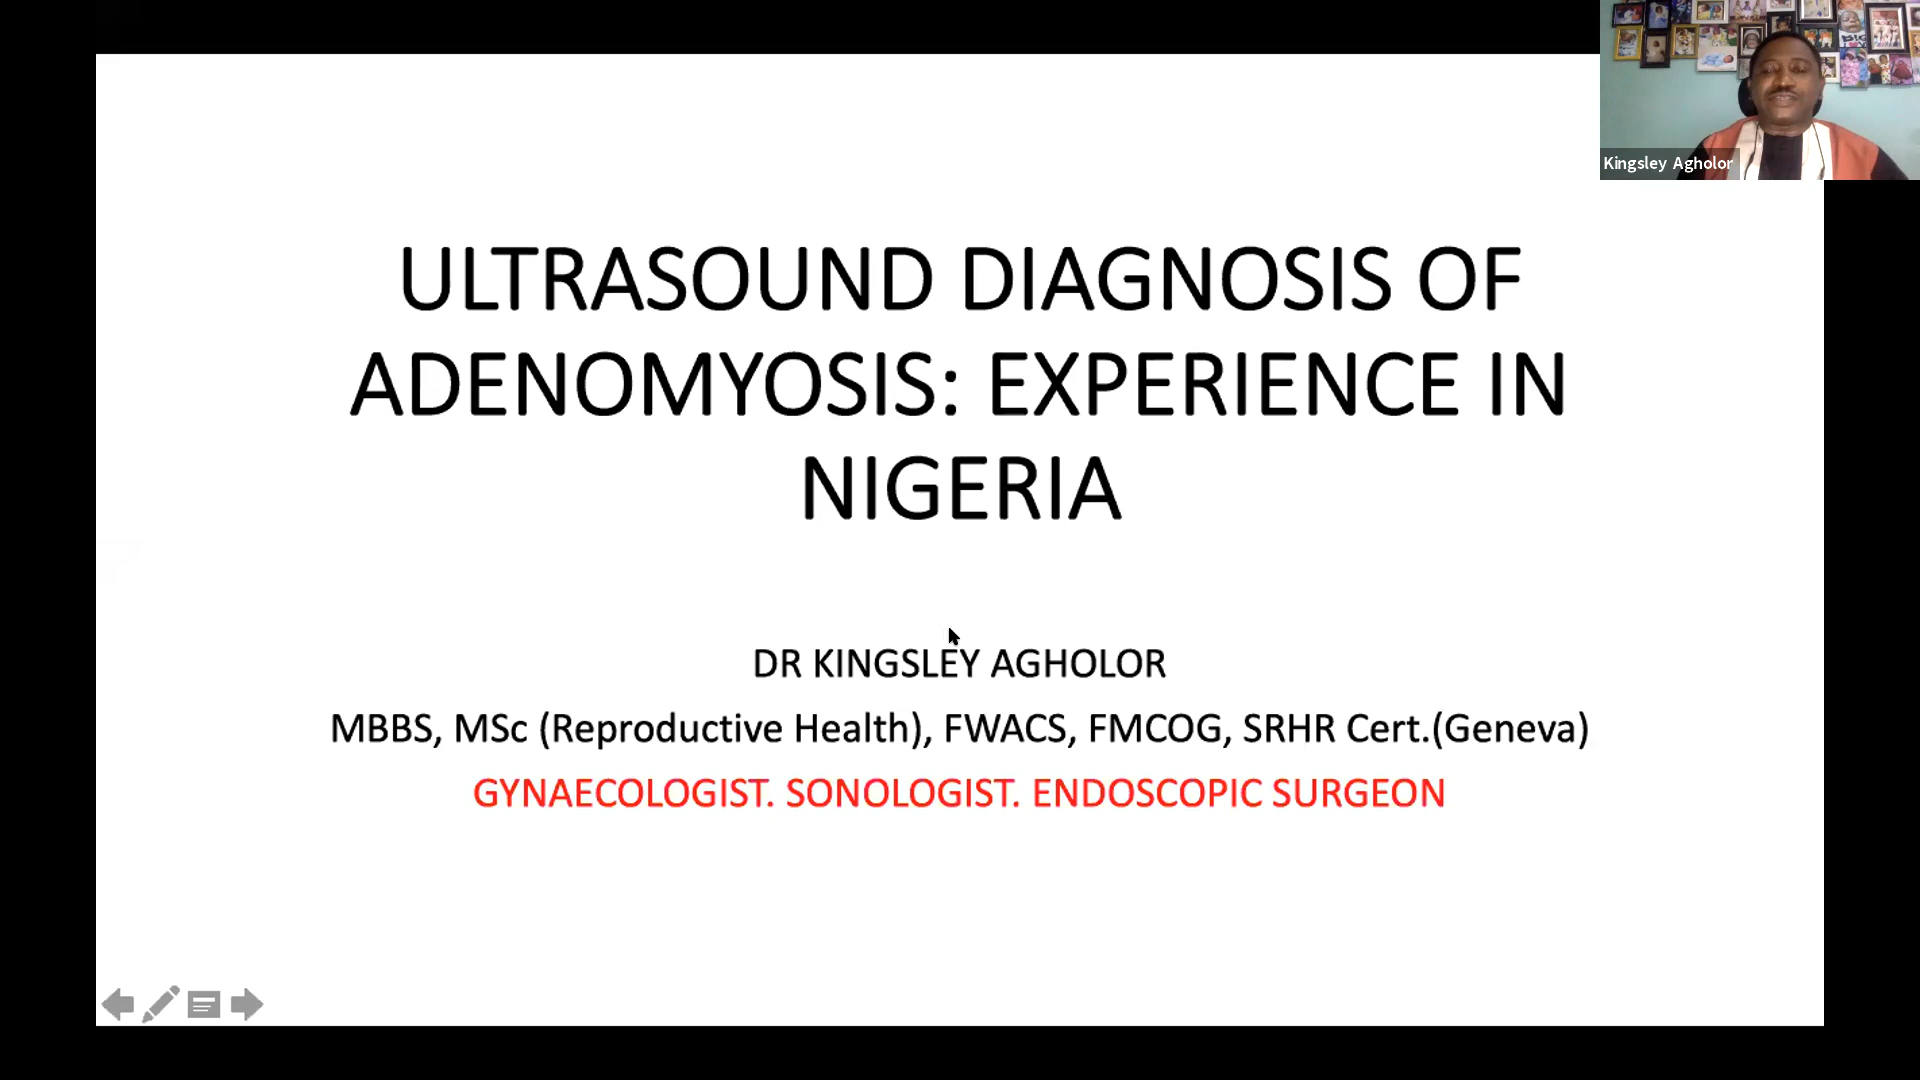 ULTRASOUND DIAGNOSIS OF
ADENOMYOSIS: EXPERIENCE IN
NIGERIA
DR KINGSLEY AGHOLOR
MBBS, MSc (Reproductive Health), FWACS, FMCOG, SRHR Cert.(Geneva)
GYNAECOLOGIST. SONOLOGIST. ENDOSCOPIC SURGEON
Kingsley Agholor